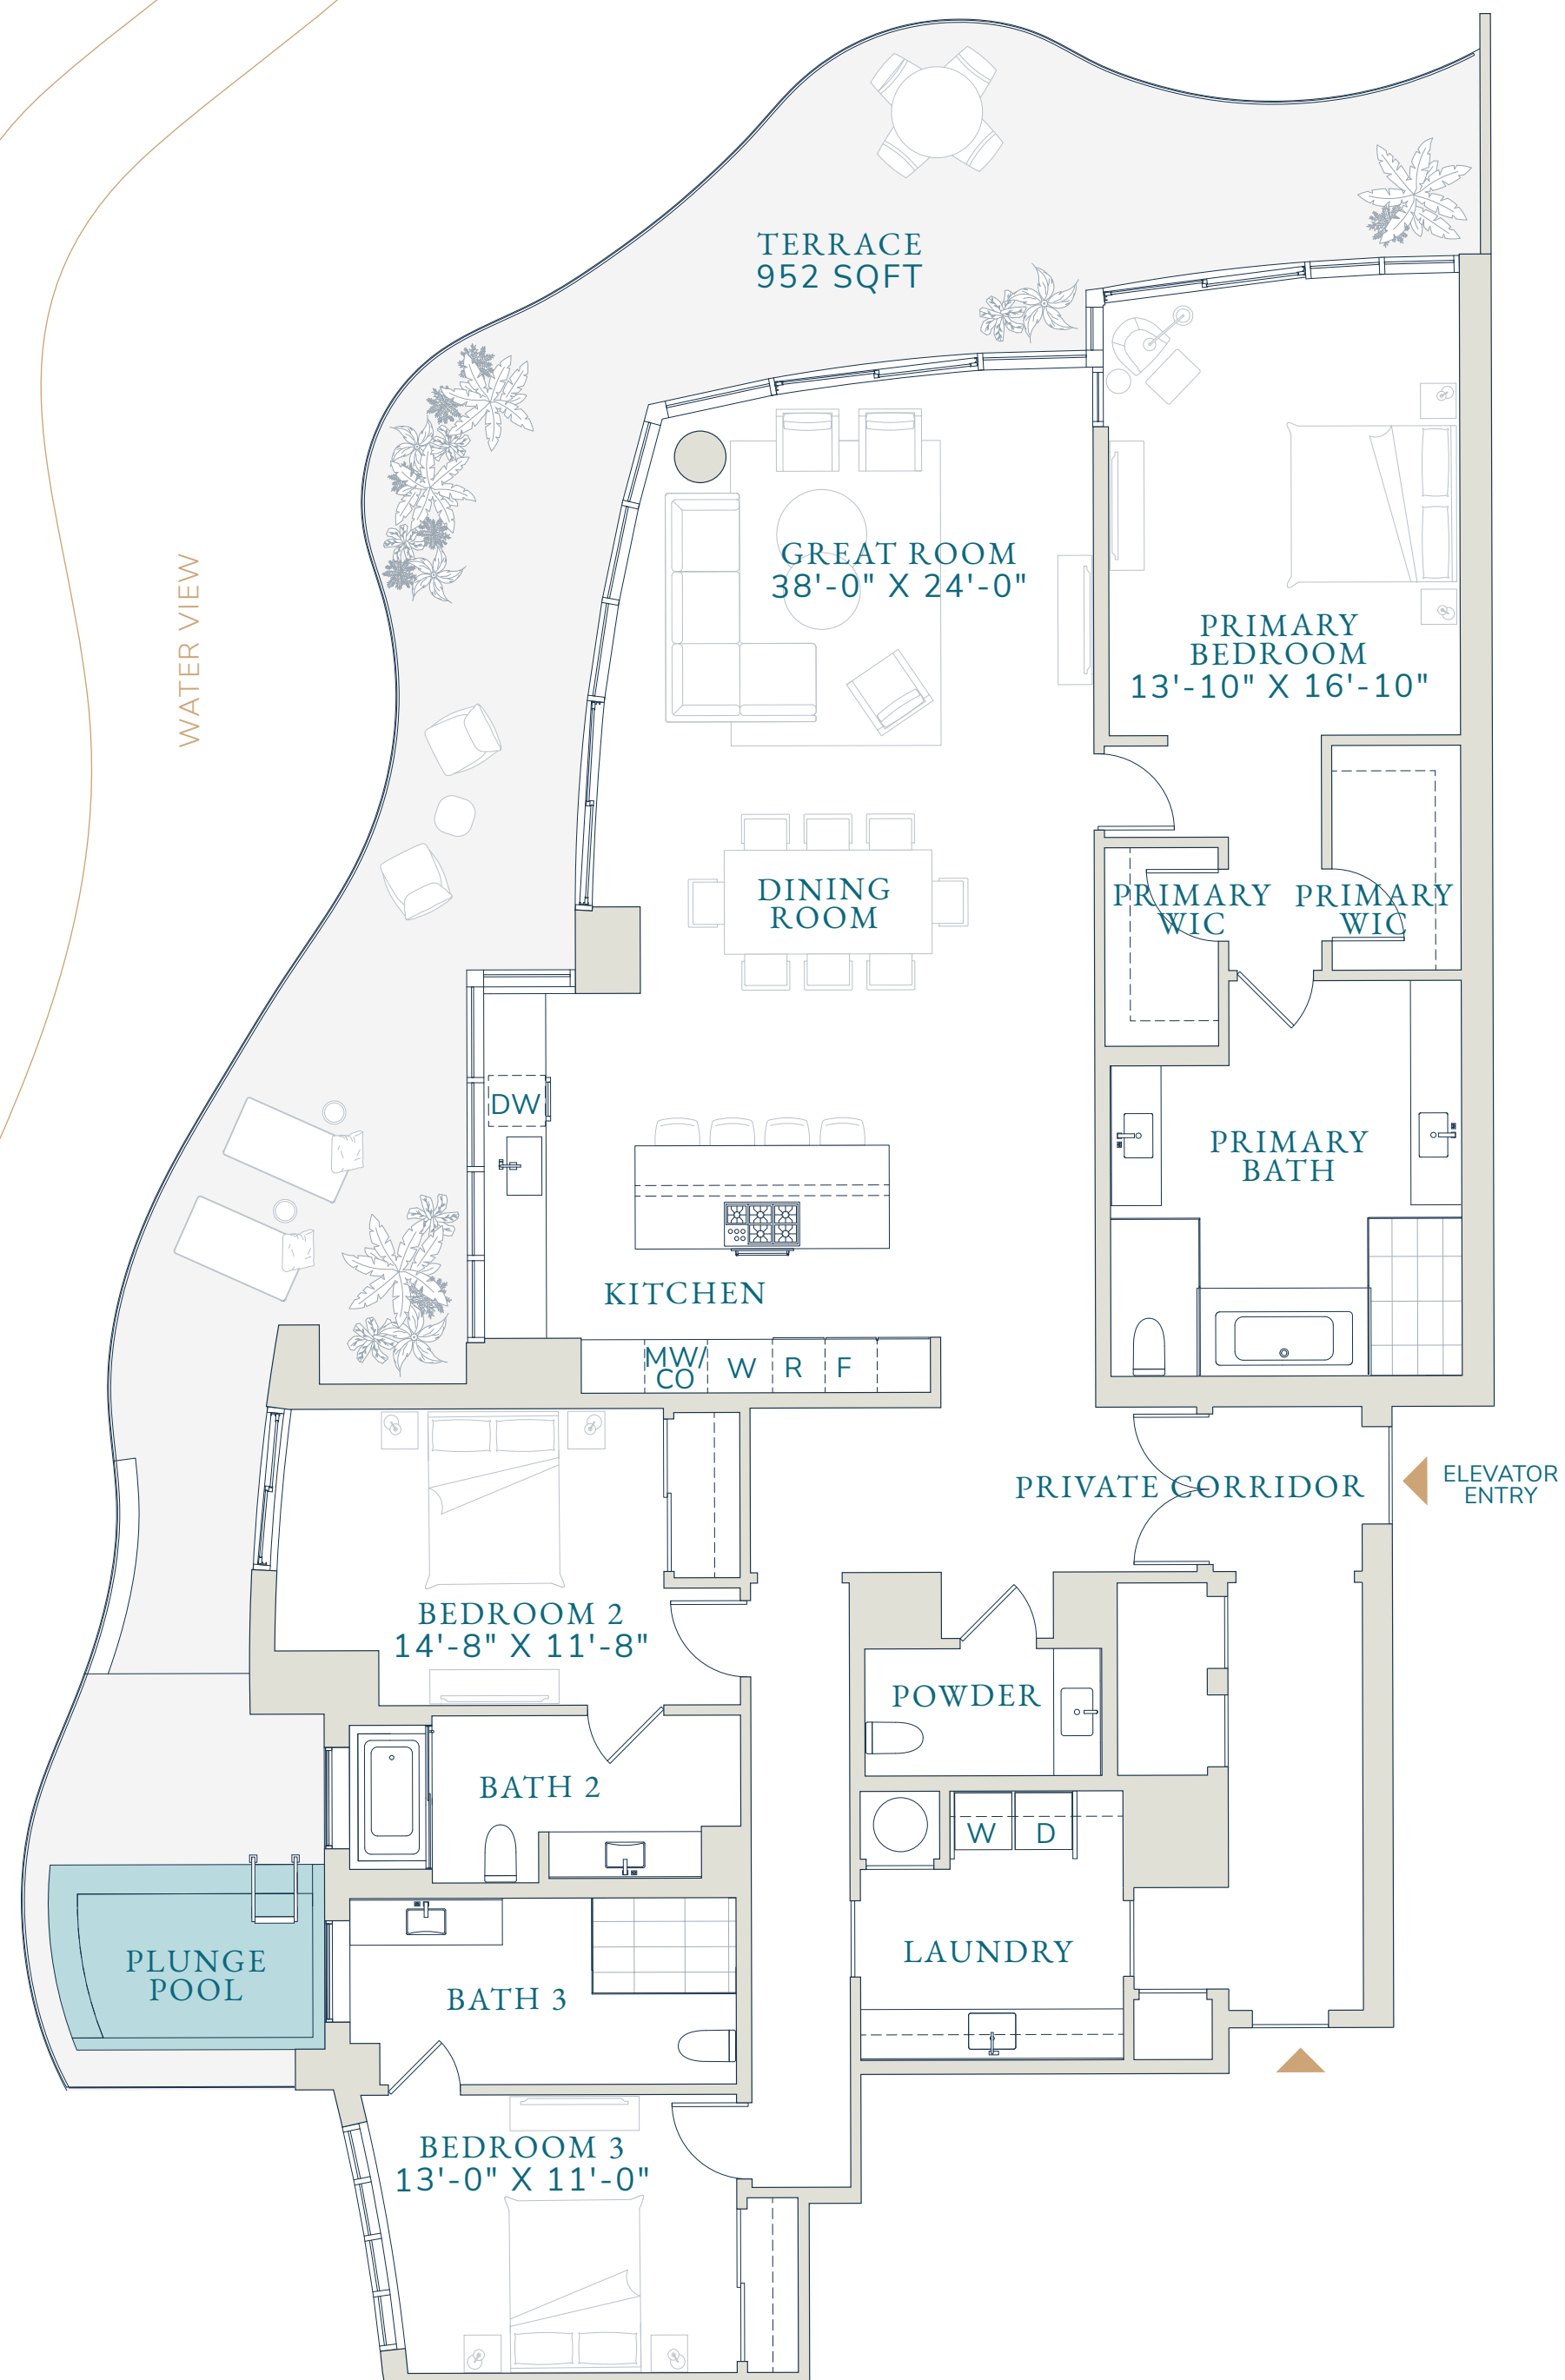 TERRACE
952 SQFT
WATER VIEW
GREAT ROOM
38'-0" X 24'-0"
PRIMARY
BEDROOM
13'-10" X 16'-10"
DINING
ROOM
PRIMARY
WIC
PRIMARY
WIC
DW
PRIMARY
BATH
KITCHEN
MW/
CO
W
R
F
PRIVATE CORRIDOR
ELEVATOR
ENTRY
BEDROOM 2
14'-8" X 11'-8"
POWDER
BATH 2
W
D
PLUNGE
POOL
LAUNDRY
BATH 3
BEDROOM 3
13'-0" X 11'-0"